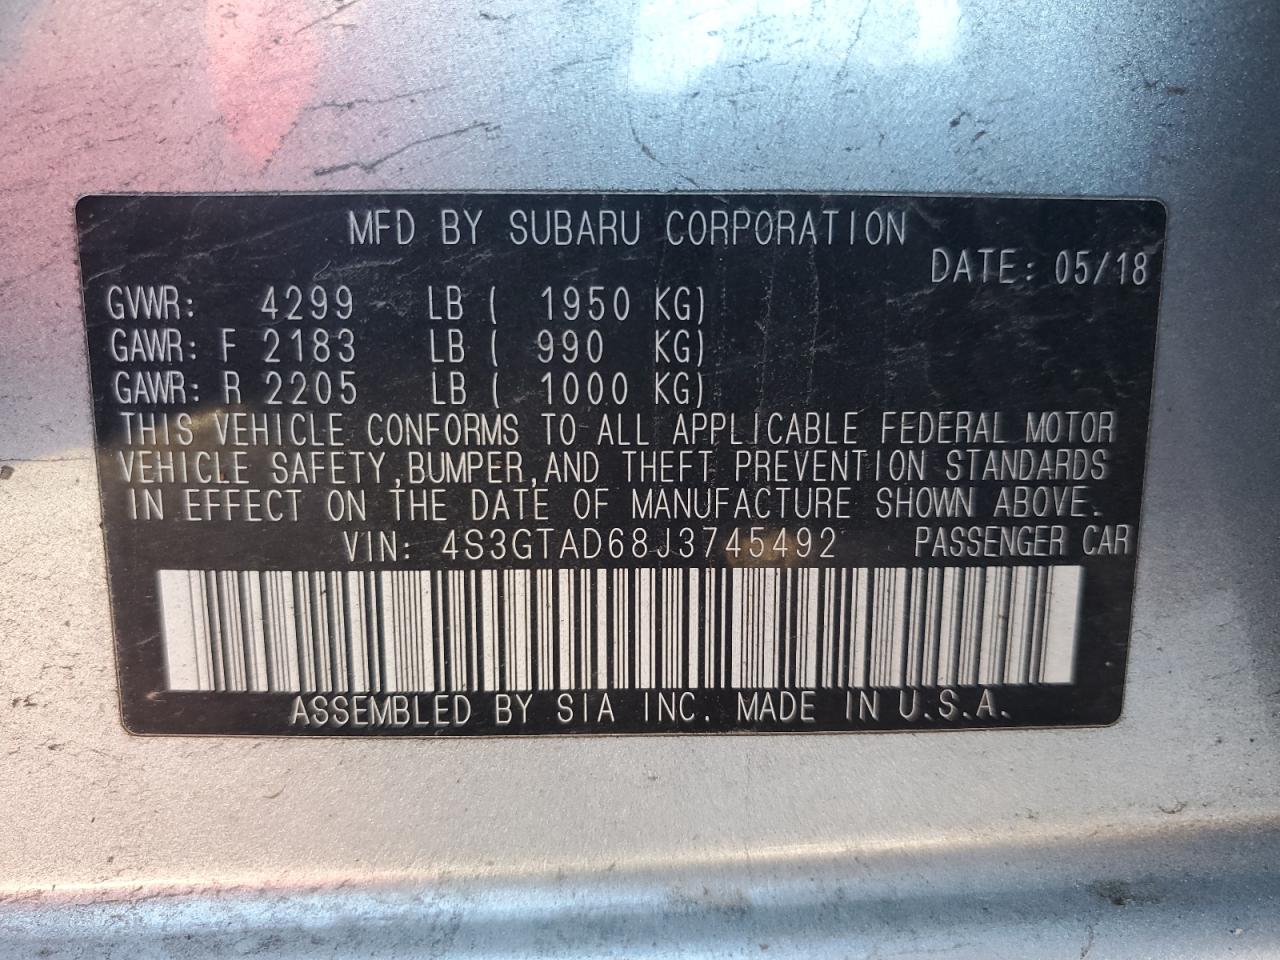 MFD BY SUBARU CORPORATION
DATE: 05/18
GVWR: 4299 LB ( 1950 KG)
GAWR: F 2183 LB ( 990 KG)
GAWR: R 2205 LB ( 1000 KG)
THIS VEHICLE CONFORMS TO ALL APPLICABLE FEDERAL MOTOR
VEHICLE SAFETY,BUMPER,AND THEFT PREVENTION STANDARDS
IN EFFECT ON THE DATE OF MANUFACTURE SHOWN ABOVE.
VIN: 4S3GTAD68J3745492 PASSENGER CAR
ASSEMBLED BY SIA INC. MADE IN U.S.A.